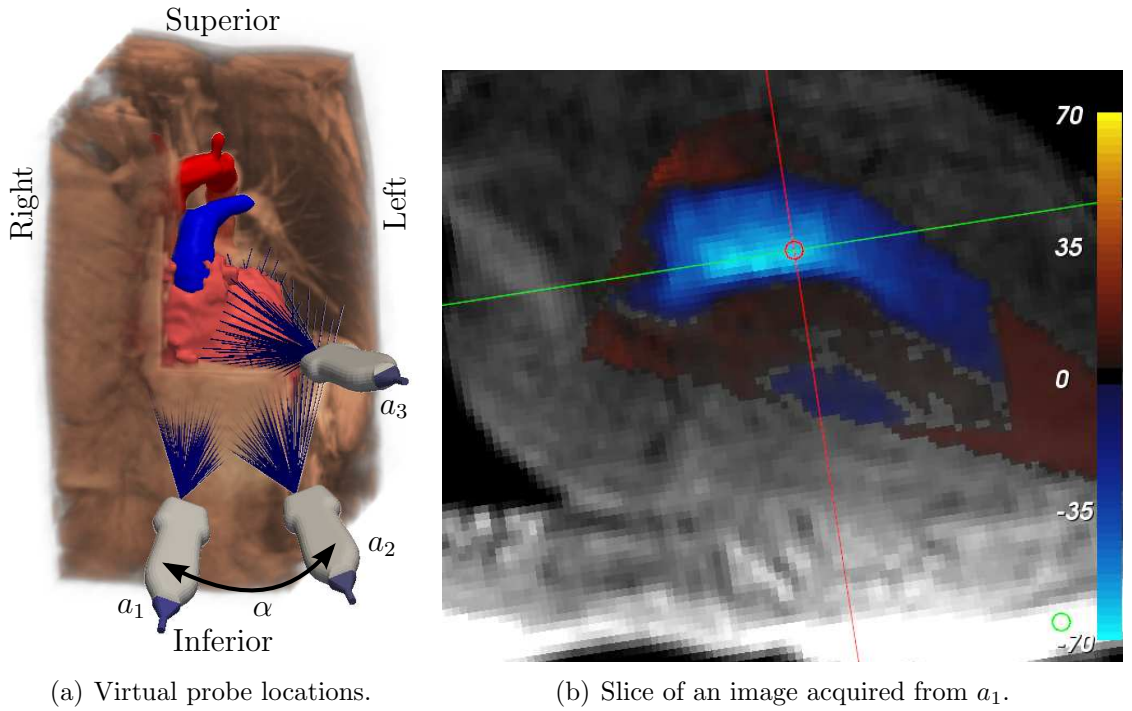 Superior
Right
Left
a₃
a₂
a₁
α
Inferior
70
35
0
-35
-70
(a) Virtual probe locations.
(b) Slice of an image acquired from a₁.